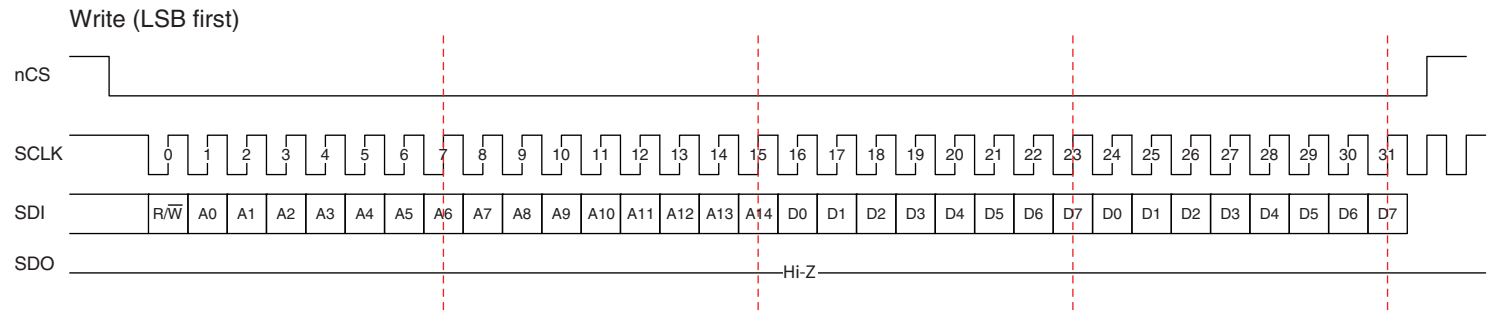 Write (LSB first)
nCS
SCLK 0 1 2 3 4 5 6 7 8 9 10 11 12 13 14 15 16 17 18 19 20 21 22 23 24 25 26 27 28 29 30 31
SDI R/W̅ A0 A1 A2 A3 A4 A5 A6 A7 A8 A9 A10 A11 A12 A13 A14 D0 D1 D2 D3 D4 D5 D6 D7 D0 D1 D2 D3 D4 D5 D6 D7
SDO Hi-Z